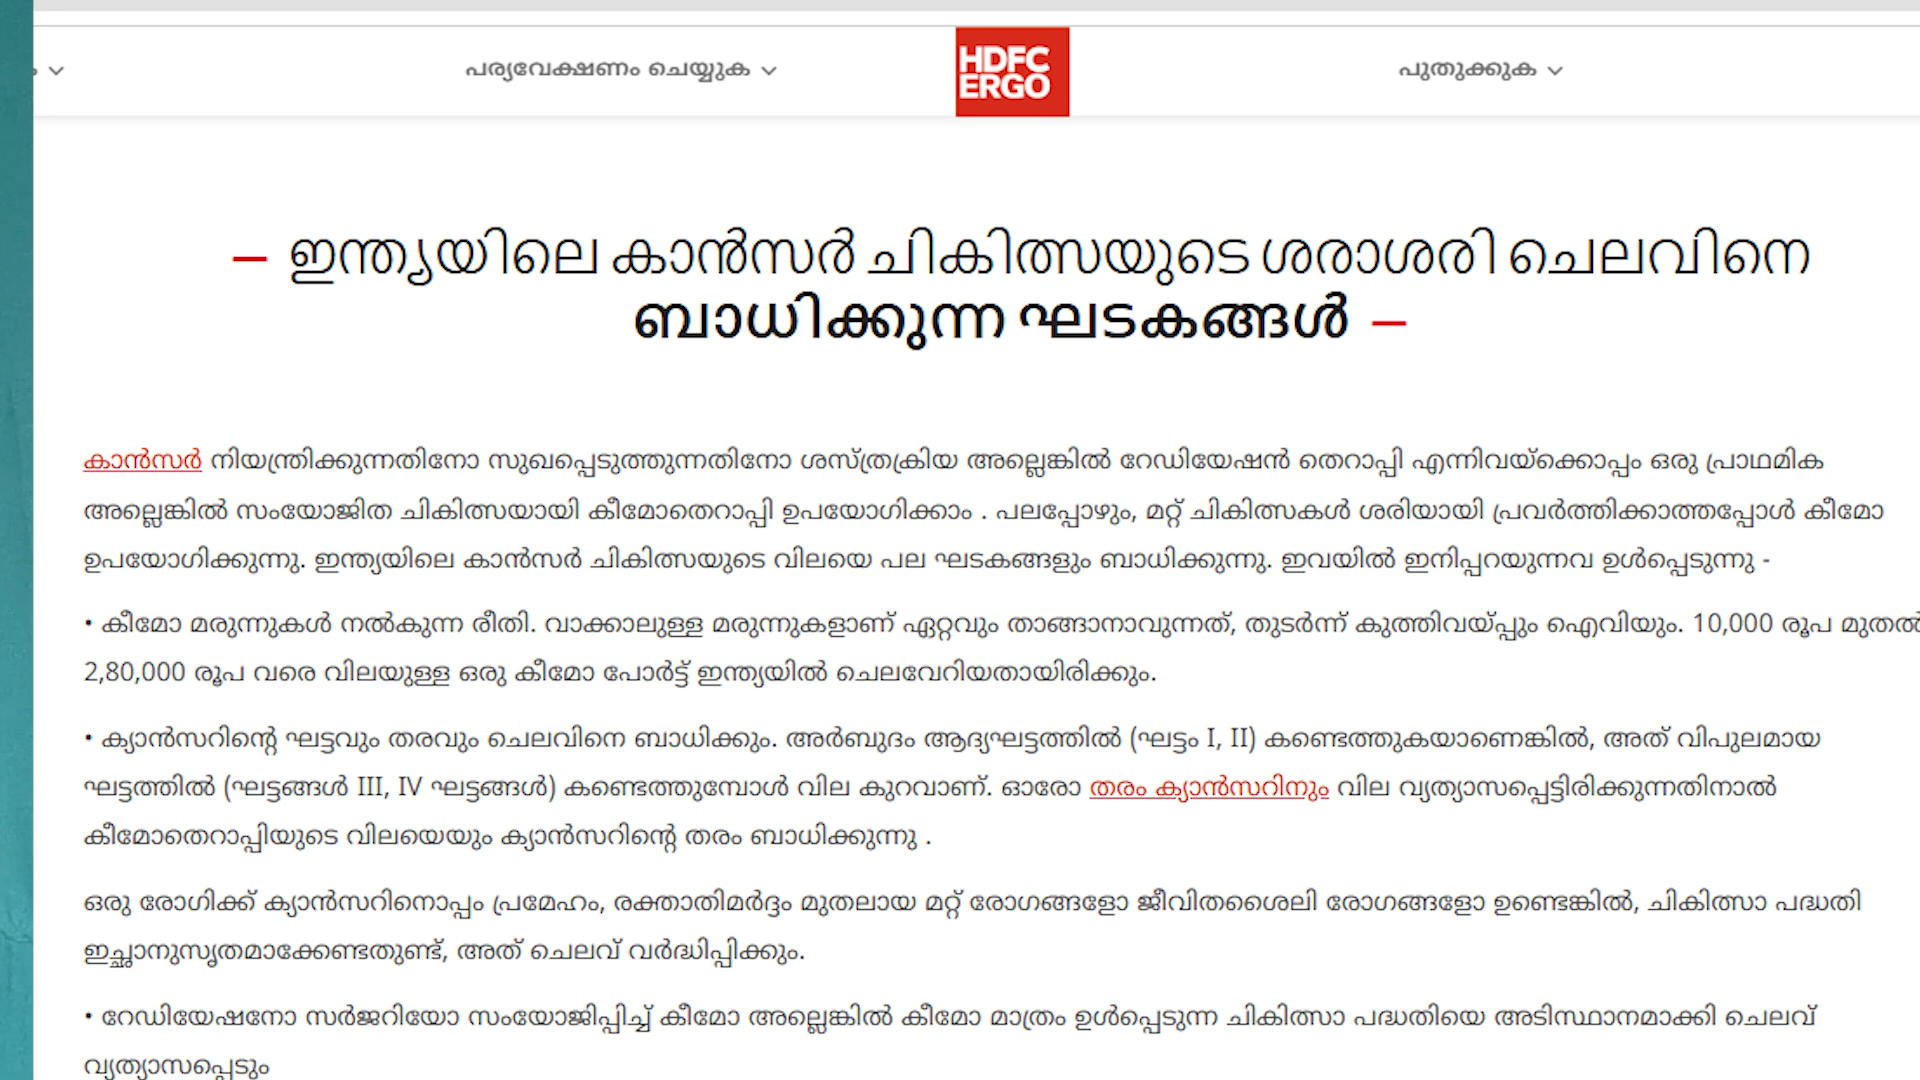 പര്യവേക്ഷണം ചെയ്യുക
HDFC
ERGO
പുതുക്കുക
– ഇന്ത്യയിലെ കാൻസർ ചികിത്സയുടെ ശരാശരി ചെലവിനെ
ബാധിക്കുന്ന ഘടകങ്ങൾ –
കാൻസർ നിയന്ത്രിക്കുന്നതിനോ സുഖപ്പെടുത്തുന്നതിനോ ശസ്ത്രക്രിയ അല്ലെങ്കിൽ റേഡിയേഷൻ തെറാപ്പി എന്നിവയ്ക്കൊപ്പം ഒരു പ്രാഥമിക
അല്ലെങ്കിൽ സംയോജിത ചികിത്സയായി കീമോതെറാപ്പി ഉപയോഗിക്കാം . പലപ്പോഴും, മറ്റ് ചികിത്സകൾ ശരിയായി പ്രവർത്തിക്കാത്തപ്പോൾ കീമോ
ഉപയോഗിക്കുന്നു. ഇന്ത്യയിലെ കാൻസർ ചികിത്സയുടെ വിലയെ പല ഘടകങ്ങളും ബാധിക്കുന്നു. ഇവയിൽ ഇനിപ്പറയുന്നവ ഉൾപ്പെടുന്നു -
• കീമോ മരുന്നുകൾ നൽകുന്ന രീതി. വാക്കാലുള്ള മരുന്നുകളാണ് ഏറ്റവും താങ്ങാനാവുന്നത്, തുടർന്ന് കുത്തിവയ്പ്പും ഐവിയും. 10,000 രൂപ മുതൽ
2,80,000 രൂപ വരെ വിലയുള്ള ഒരു കീമോ പോർട്ട് ഇന്ത്യയിൽ ചെലവേറിയതായിരിക്കും.
• ക്യാൻസറിന്റെ ഘട്ടവും തരവും ചെലവിനെ ബാധിക്കും. അർബുദം ആദ്യഘട്ടത്തിൽ (ഘട്ടം I, II) കണ്ടെത്തുകയാണെങ്കിൽ, അത് വിപുലമായ
ഘട്ടത്തിൽ (ഘട്ടങ്ങൾ III, IV ഘട്ടങ്ങൾ) കണ്ടെത്തുമ്പോൾ വില കുറവാണ്. ഓരോ തരം ക്യാൻസറിനും വില വ്യത്യാസപ്പെട്ടിരിക്കുന്നതിനാൽ
കീമോതെറാപ്പിയുടെ വിലയെയും ക്യാൻസറിന്റെ തരം ബാധിക്കുന്നു .
ഒരു രോഗിക്ക് ക്യാൻസറിനൊപ്പം പ്രമേഹം, രക്താതിമർദ്ദം മുതലായ മറ്റ് രോഗങ്ങളോ ജീവിതശൈലി രോഗങ്ങളോ ഉണ്ടെങ്കിൽ, ചികിത്സാ പദ്ധതി
ഇച്ഛാനുസൃതമാക്കേണ്ടതുണ്ട്, അത് ചെലവ് വർദ്ധിപ്പിക്കും.
• റേഡിയേഷനോ സർജറിയോ സംയോജിപ്പിച്ച് കീമോ അല്ലെങ്കിൽ കീമോ മാത്രം ഉൾപ്പെടുന്ന ചികിത്സാ പദ്ധതിയെ അടിസ്ഥാനമാക്കി ചെലവ്
വ്യത്യാസപ്പെടും